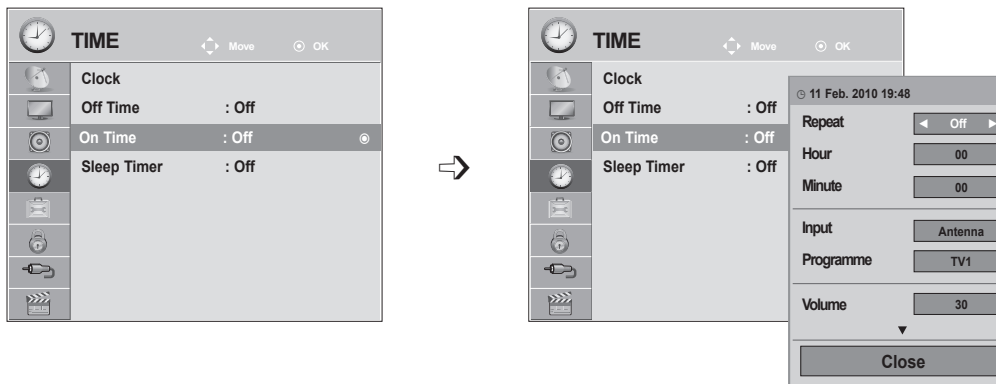 TIME
Move OK
Clock
Off Time : Off
On Time : Off
Sleep Timer : Off
TIME
Move OK
Clock
Off Time : Off
On Time : Off
Sleep Timer : Off
11 Feb. 2010 19:48
Repeat ◀ Off ▶
Hour 00
Minute 00
Input Antenna
Programme TV1
Volume 30
▼
Close